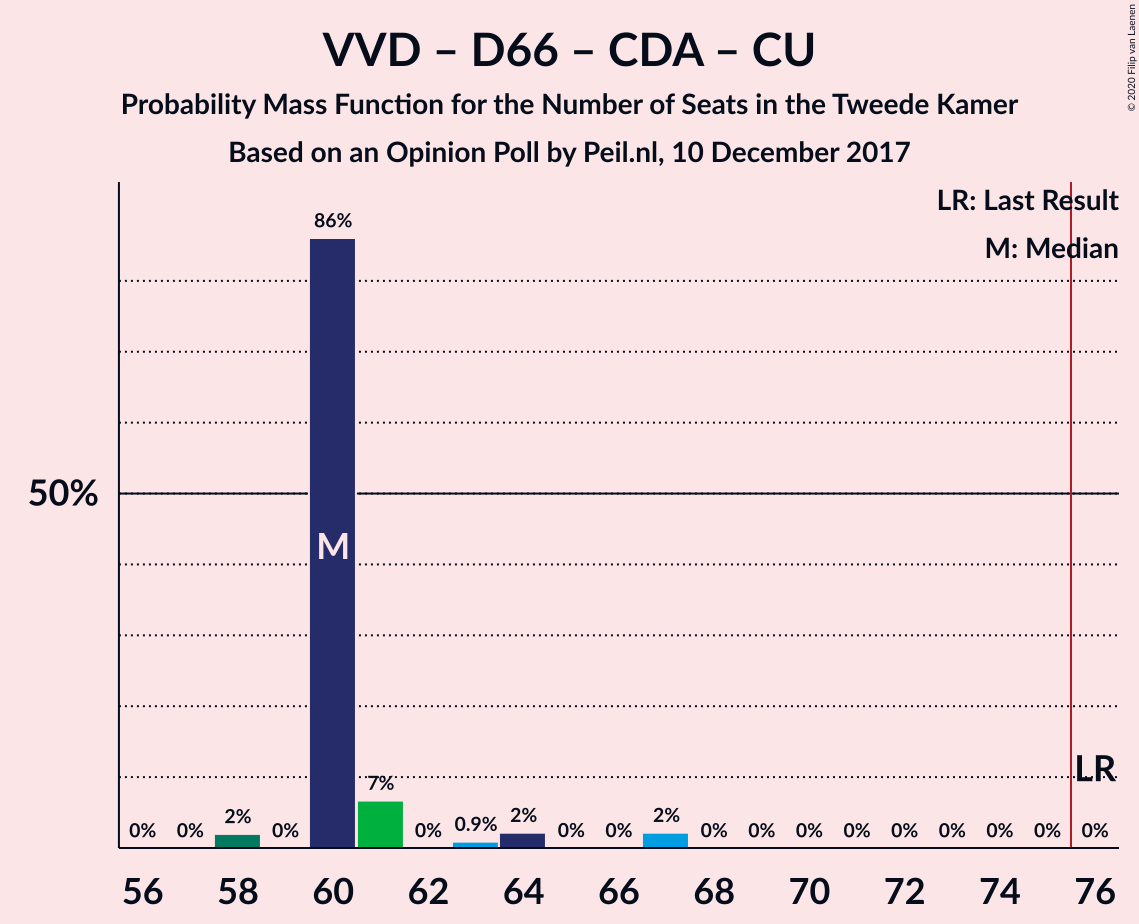 VVD – D66 – CDA – CU
Probability Mass Function for the Number of Seats in the Tweede Kamer
Based on an Opinion Poll by Peil.nl, 10 December 2017
© 2020 Filip van Laenen
LR: Last Result
M: Median
86%
50%
M
LR
0% 0% 2% 0% 7% 0% 0.9% 2% 0% 0% 2% 0% 0% 0% 0% 0% 0% 0% 0% 0%
56 58 60 62 64 66 68 70 72 74 76